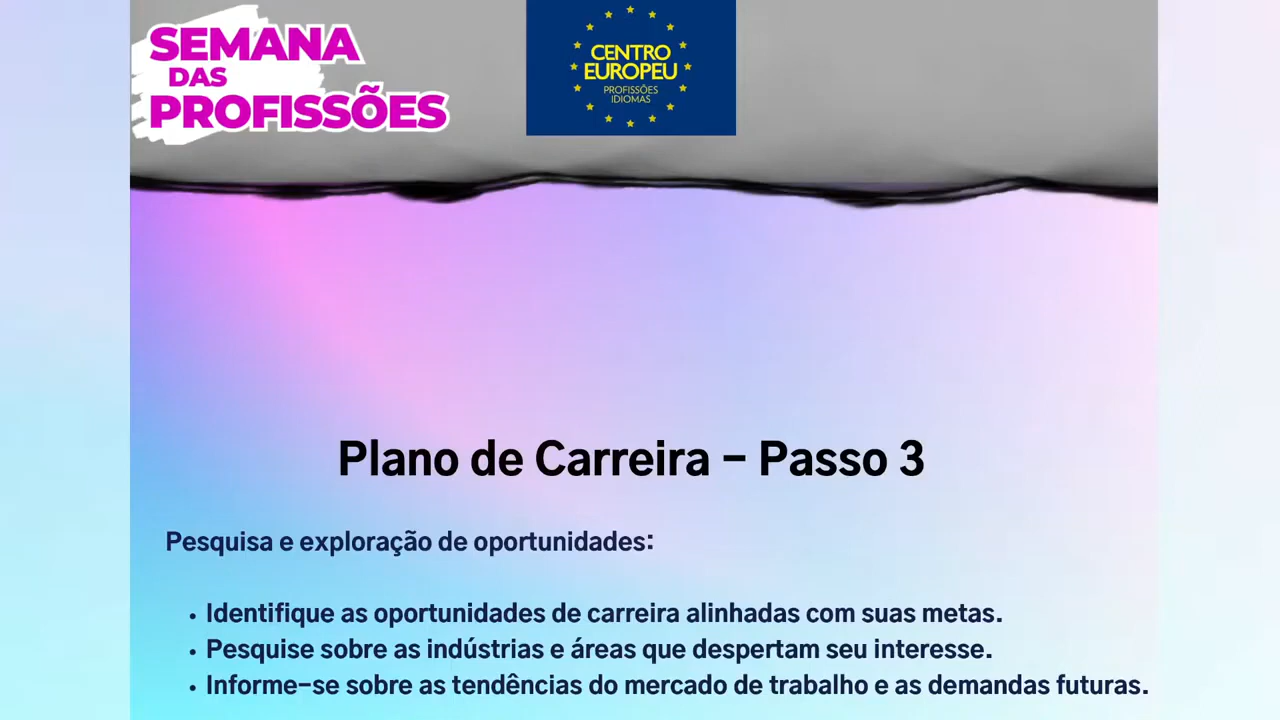 SEMANA
DAS
PROFISSÕES
CENTRO
EUROPEU
PROFISSÕES
IDIOMAS
Plano de Carreira - Passo 3
Pesquisa e exploração de oportunidades:
• Identifique as oportunidades de carreira alinhadas com suas metas.
• Pesquise sobre as indústrias e áreas que despertam seu interesse.
• Informe-se sobre as tendências do mercado de trabalho e as demandas futuras.